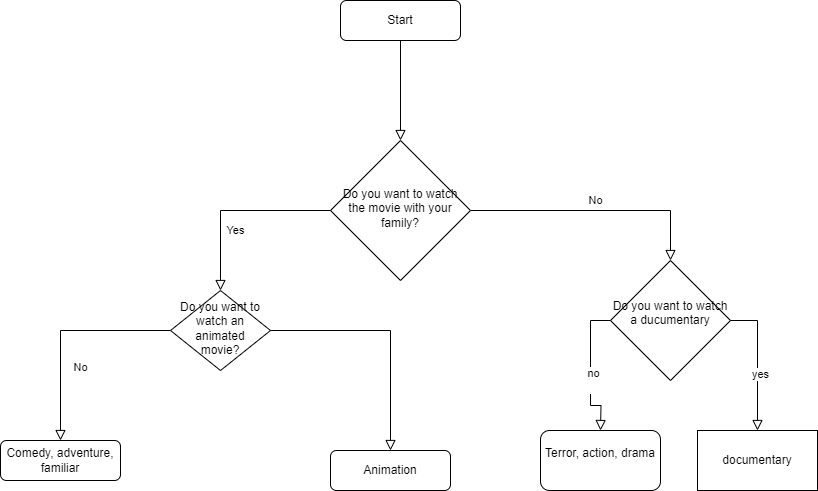 Start
Do you want to watch
the movie with your
family?
No
Yes
Do you want to
watch an
animated
movie?
Do you want to watch
a ducumentary
No
no
yes
Comedy, adventure,
familiar
Animation
Terror, action, drama
documentary